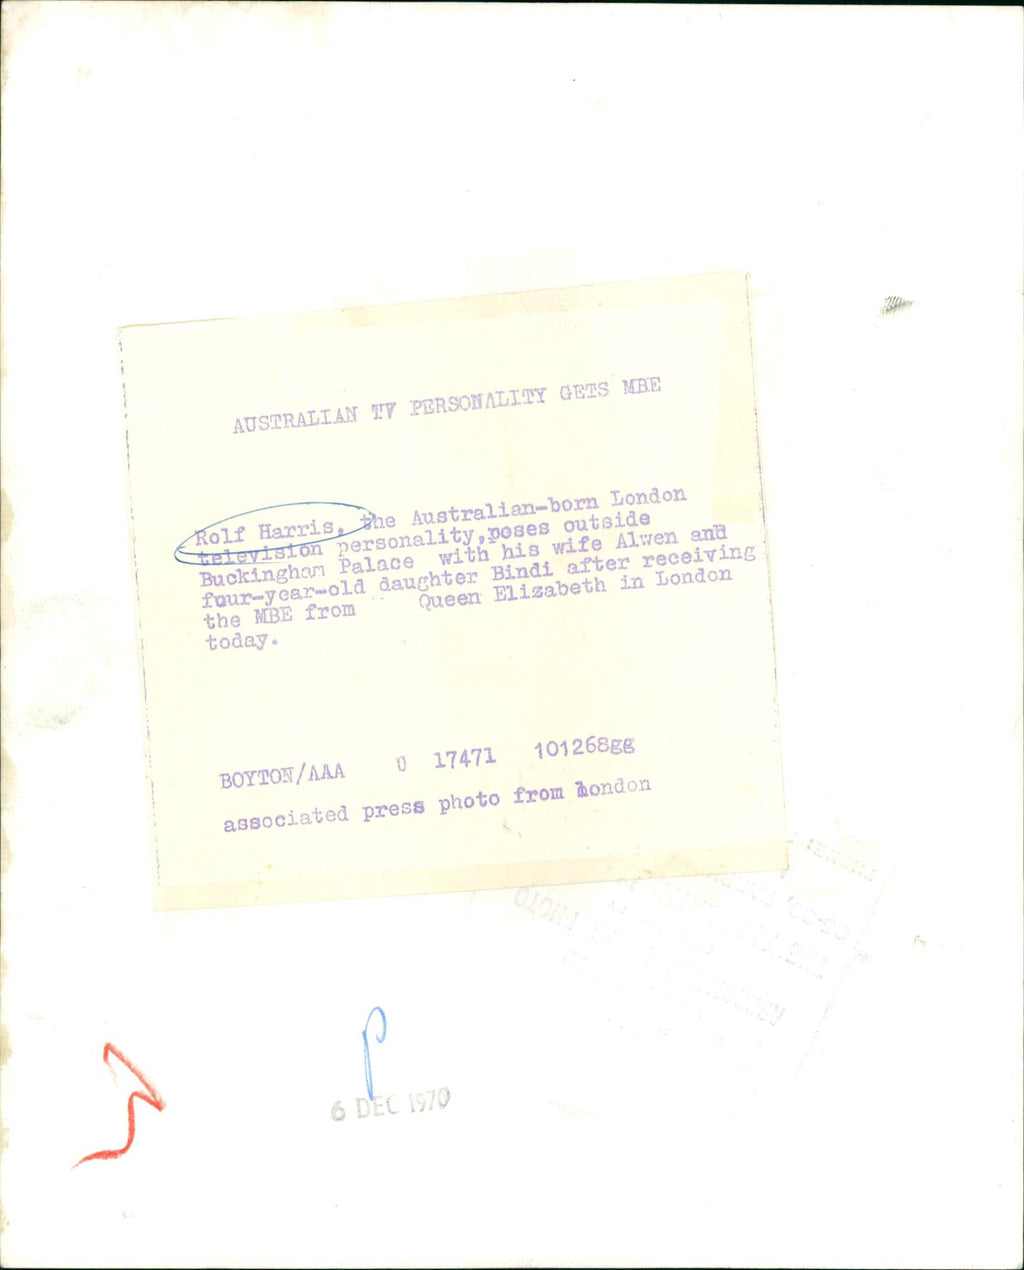 AUSTRALIAN TV PERSONALITY GETS MBE
Rolf Harris, the Australian-born London
television personality,poses outside
Buckingham Palace with his wife Alwen and
four-year-old daughter Bindi after receiving
the MBE from Queen Elizabeth in London
today.
BOYTON/AAA U 17471 101268gg
associated press photo from london
PHOTO
p
6 DEC 1970